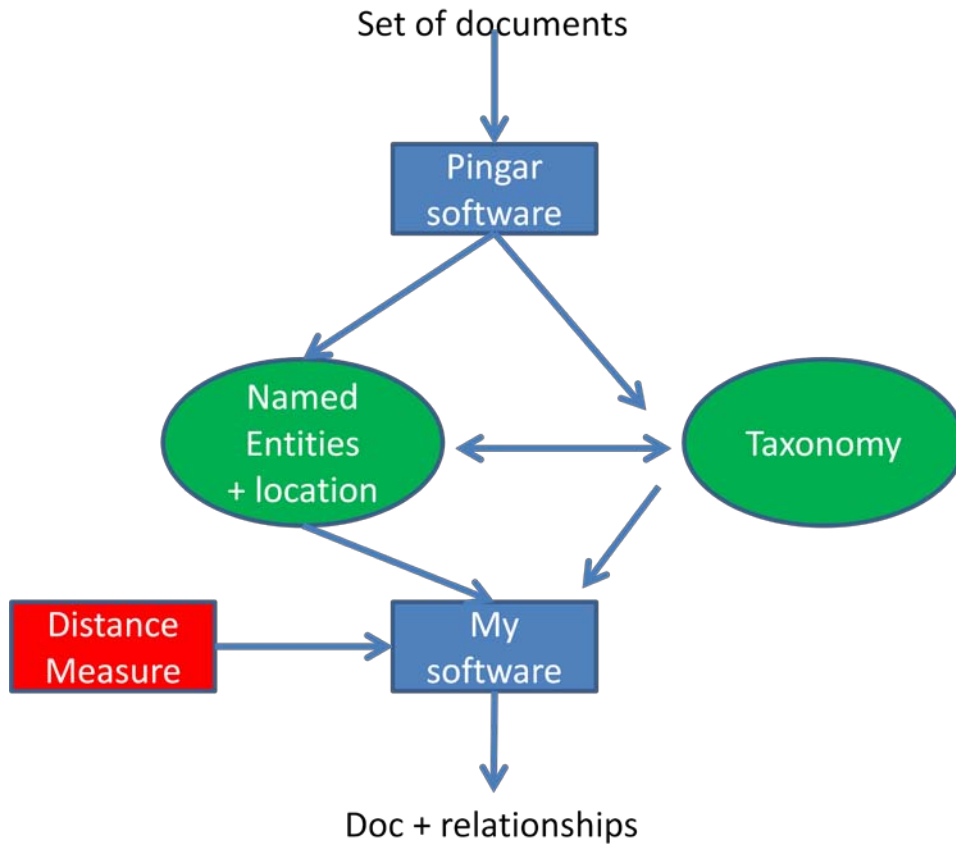 Set of documents
Pingar
software
Named
Entities
+ location
Taxonomy
Distance
Measure
My
software
Doc + relationships